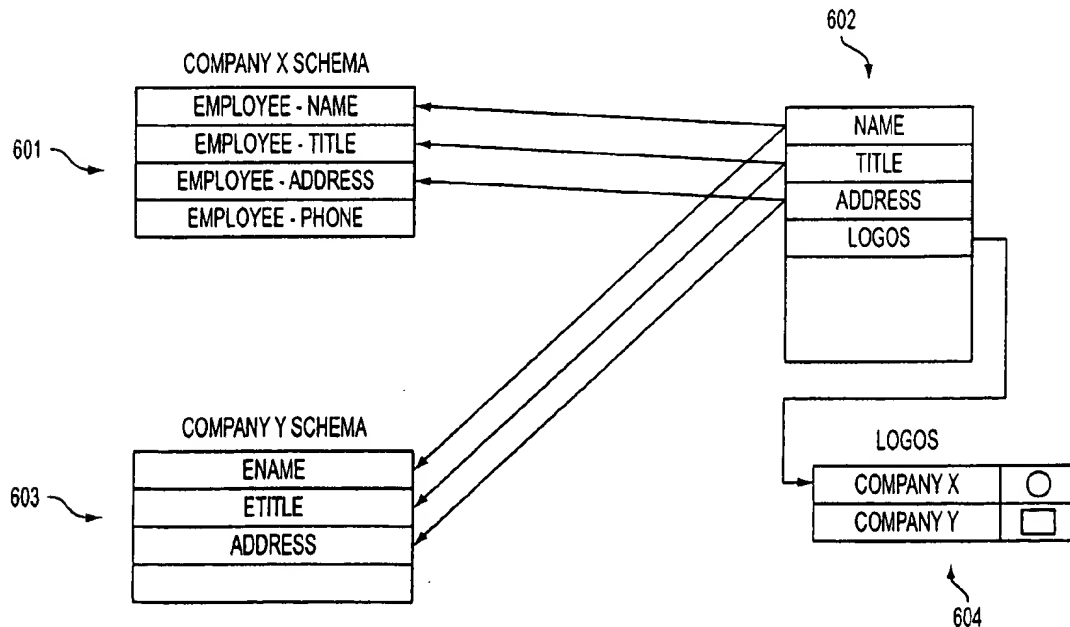 602
COMPANY X SCHEMA
EMPLOYEE - NAME
EMPLOYEE - TITLE
EMPLOYEE - ADDRESS
EMPLOYEE - PHONE
601
NAME
TITLE
ADDRESS
LOGOS
COMPANY Y SCHEMA
ENAME
ETITLE
ADDRESS
603
LOGOS
COMPANY X
COMPANY Y
604